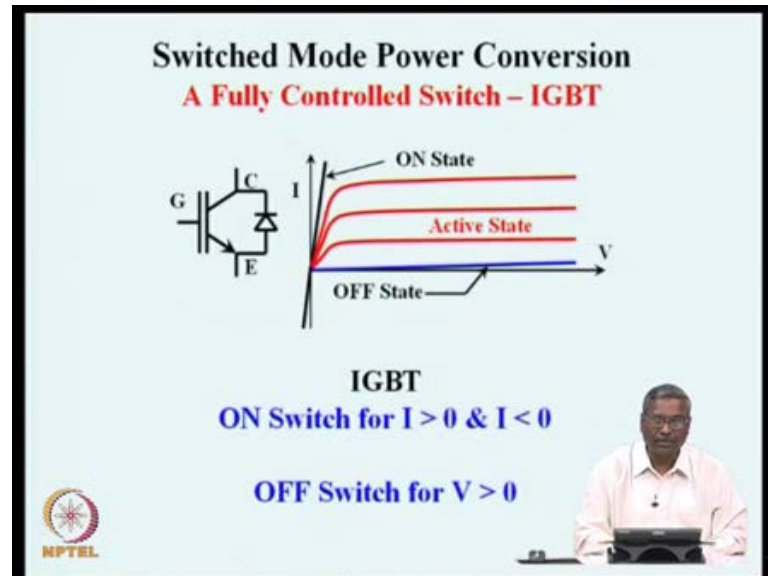 Switched Mode Power Conversion
A Fully Controlled Switch – IGBT
ON State
C
G
I
Active State
V
E
OFF State
IGBT
ON Switch for I > 0 & I < 0
OFF Switch for V > 0
NPTEL